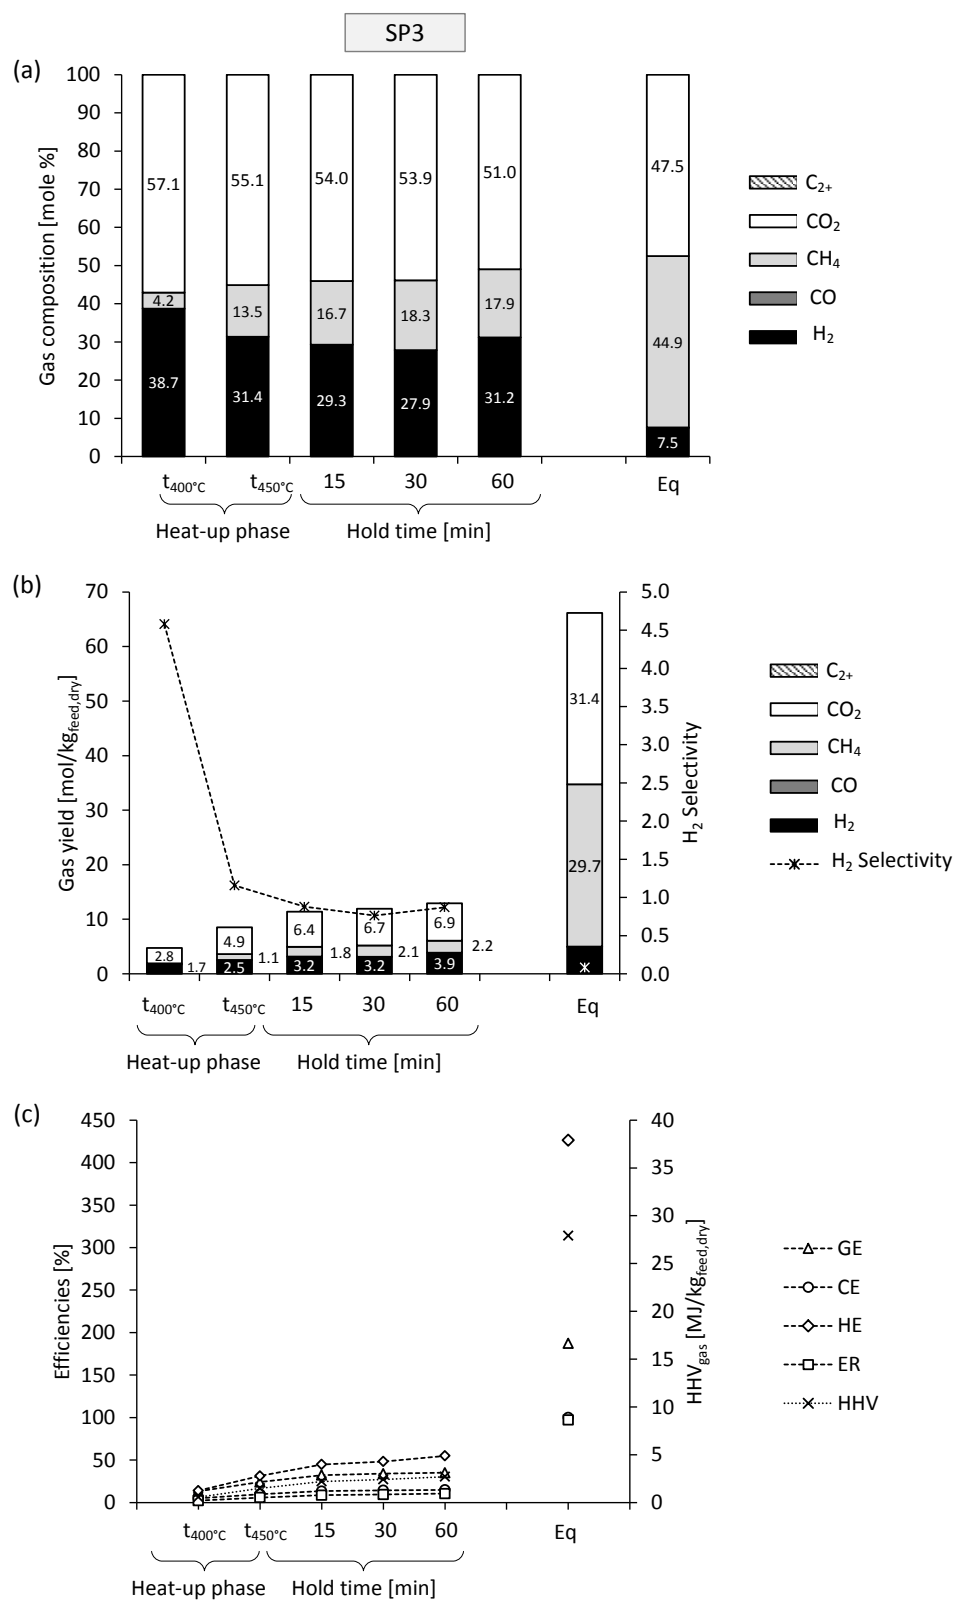 SP3
(a)
Gas composition [mole %]
100
90
80
70
60
50
40
30
20
10
0
57.1
55.1
54.0
53.9
51.0
47.5
4.2
13.5
16.7
18.3
17.9
44.9
38.7
31.4
29.3
27.9
31.2
7.5
t400°C
t450°C
15
30
60
Eq
Heat-up phase
Hold time [min]
C2+
CO2
CH4
CO
H2
(b)
Gas yield [mol/kgfeed,dry]
70
60
50
40
30
20
10
0
5.0
4.5
4.0
3.5
3.0
2.5
2.0
1.5
1.0
0.5
0.0
H2 Selectivity
2.8
1.7
4.9
1.1
2.5
6.4
1.8
3.2
6.7
2.1
3.2
6.9
2.2
3.9
31.4
29.7
t400°C
t450°C
15
30
60
Eq
Heat-up phase
Hold time [min]
C2+
CO2
CH4
CO
H2
H2 Selectivity
(c)
Efficiencies [%]
450
400
350
300
250
200
150
100
50
0
40
35
30
25
20
15
10
5
0
HHVgas [MJ/kgfeed,dry]
t400°C
t450°C
15
30
60
Eq
Heat-up phase
Hold time [min]
GE
CE
HE
ER
HHV